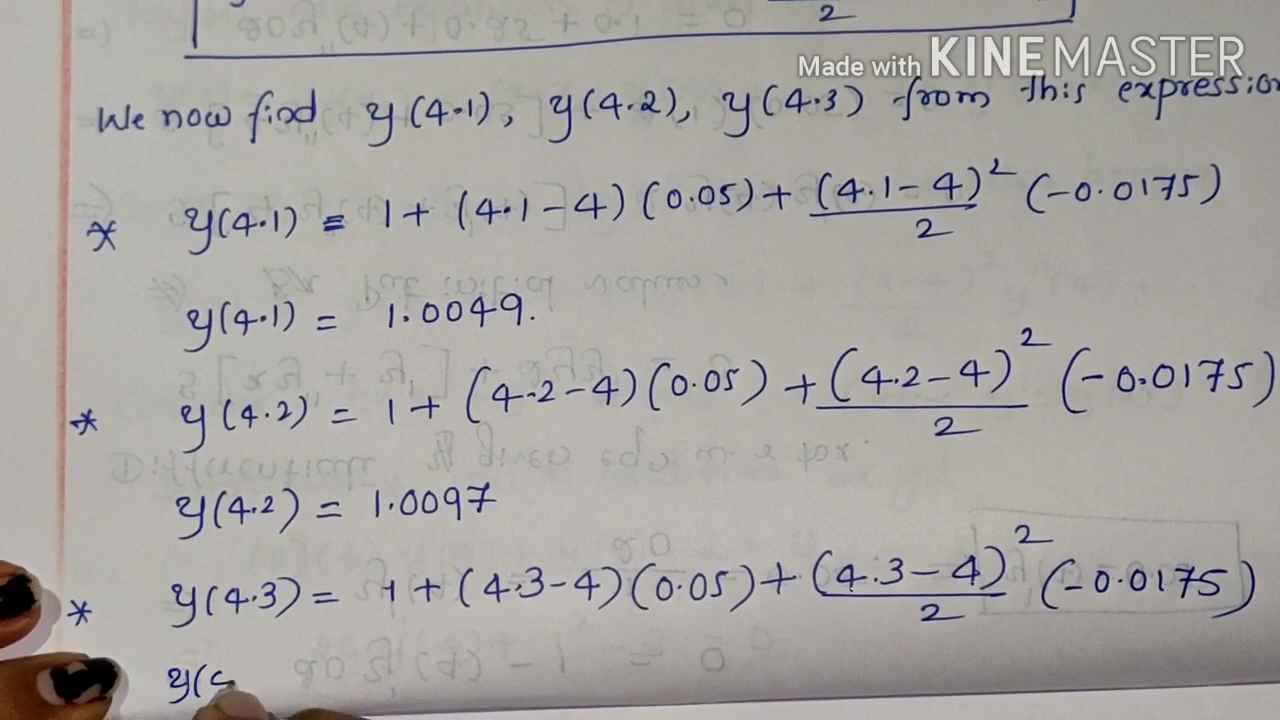 2
Made with KINEMASTER
We now find y(4.1), y(4.2), y(4.3) from this expression
* y(4.1) = 1 + (4.1-4) (0.05) + (4.1-4)² / 2 (-0.0175)
y(4.1) = 1.0049.
* y(4.2) = 1 + (4.2-4)(0.05) + (4.2-4)² / 2 (-0.0175)
y(4.2) = 1.0097
* y(4.3) = 1 + (4.3-4)(0.05) + (4.3-4)² / 2 (-0.0175)
y(